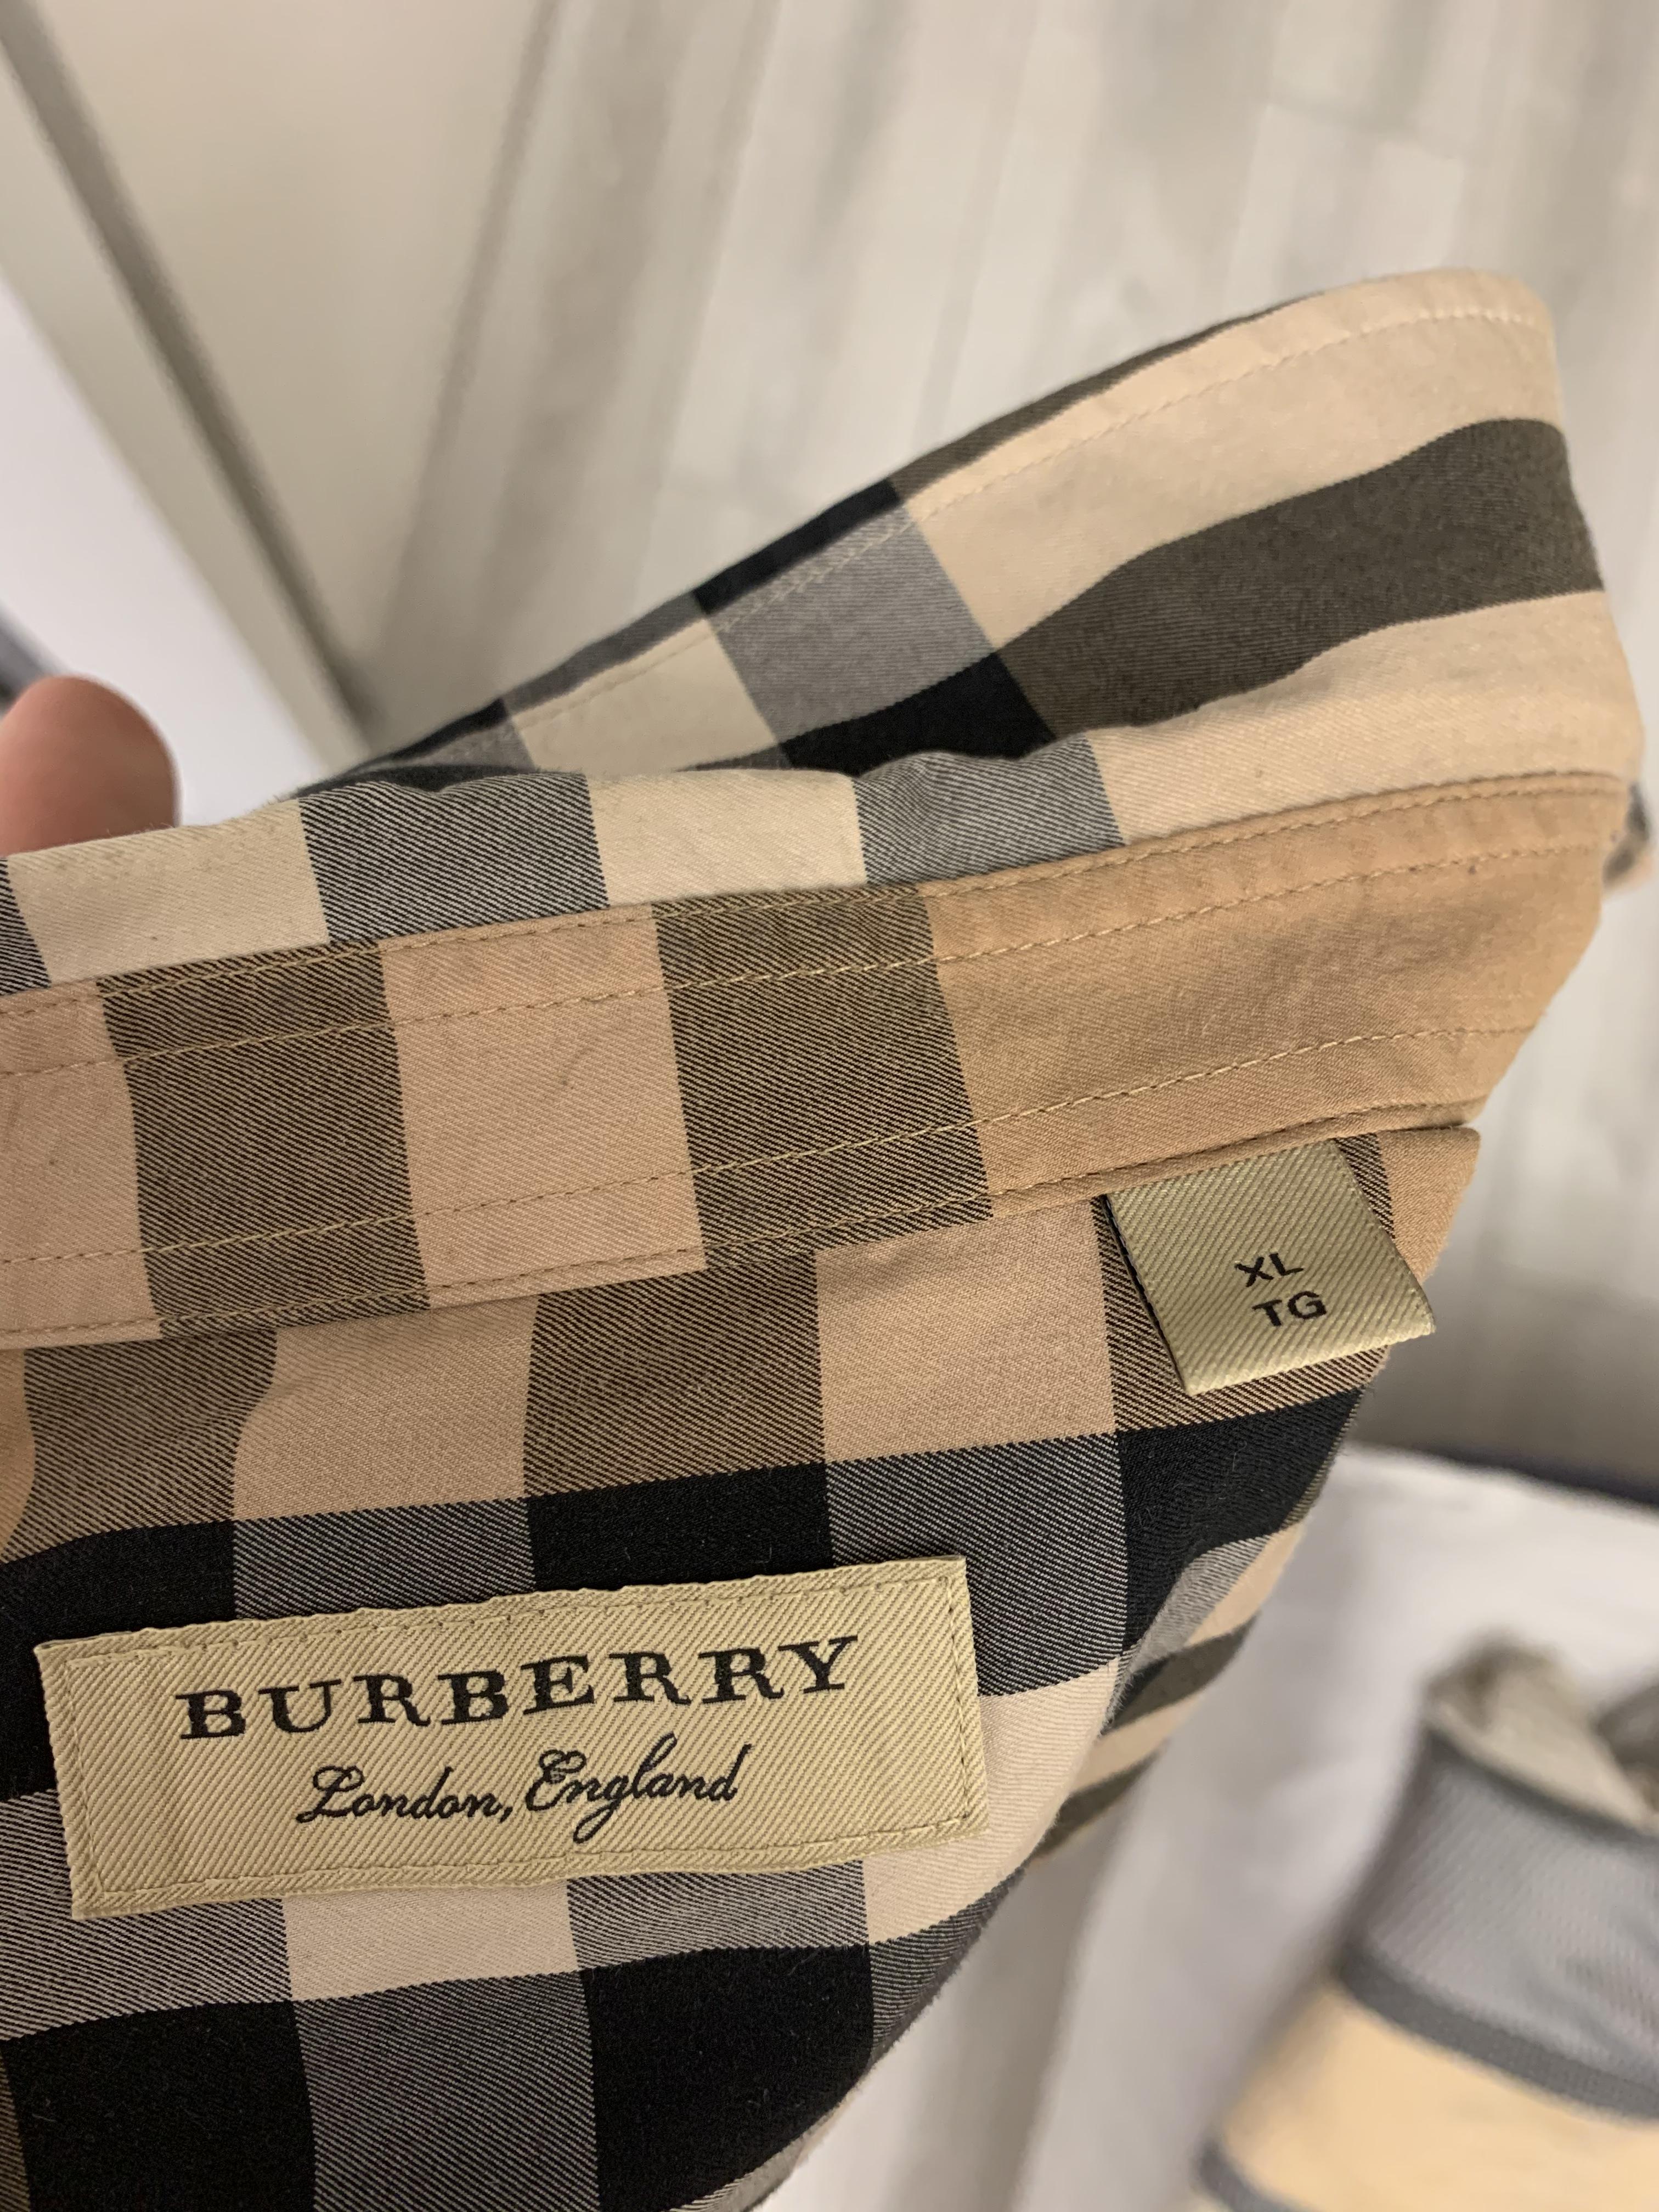 XL
TG
BURBERRY
London, England